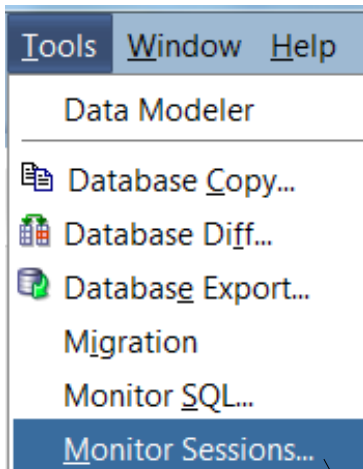 Tools Window Help
Data Modeler
Database Copy...
Database Diff...
Database Export...
Migration
Monitor SQL...
Monitor Sessions...